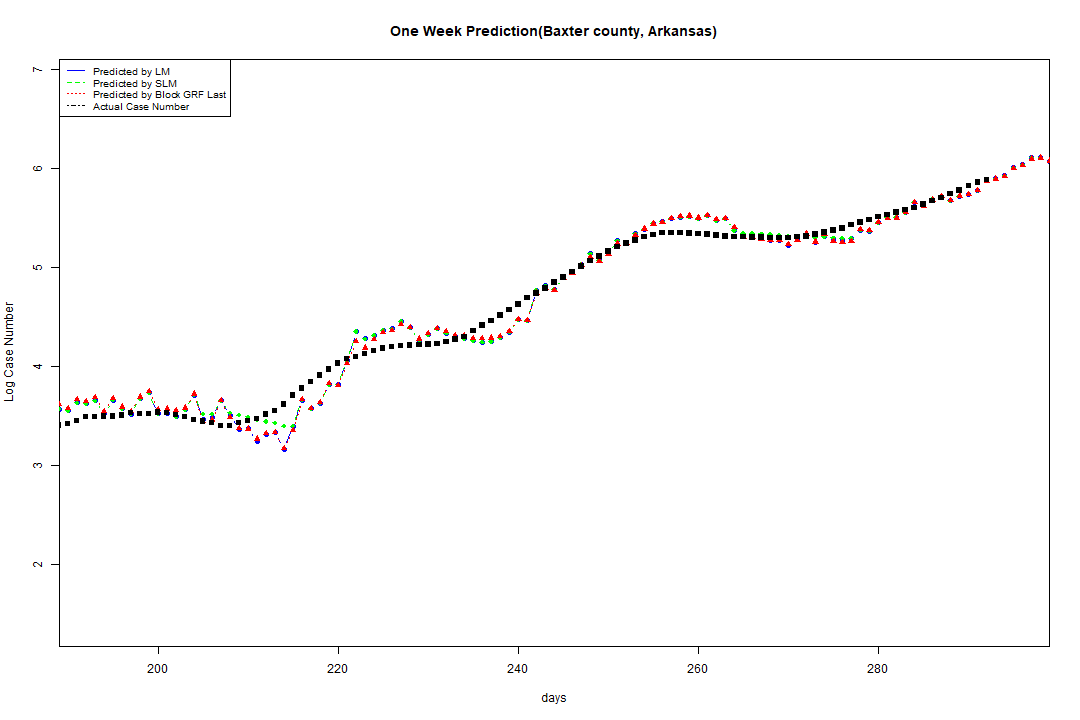 One Week Prediction(Baxter county, Arkansas)
Predicted by LM
Predicted by SLM
Predicted by Block GRF Last
Actual Case Number
7
6
5
4
3
2
Log Case Number
200
220
240
260
280
days